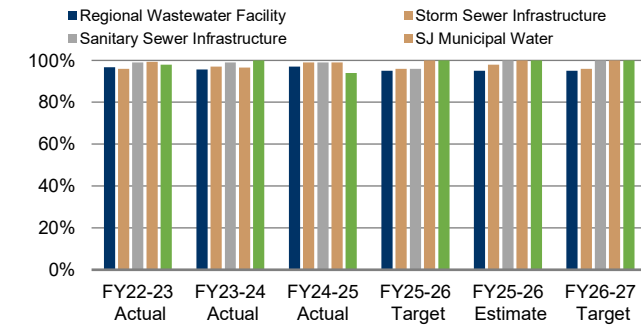 Regional Wastewater Facility Storm Sewer Infrastructure
Sanitary Sewer Infrastructure SJ Municipal Water
100%
80%
60%
40%
20%
0%
FY22-23 FY23-24 FY24-25 FY25-26 FY25-26 FY26-27
Actual Actual Actual Target Estimate Target